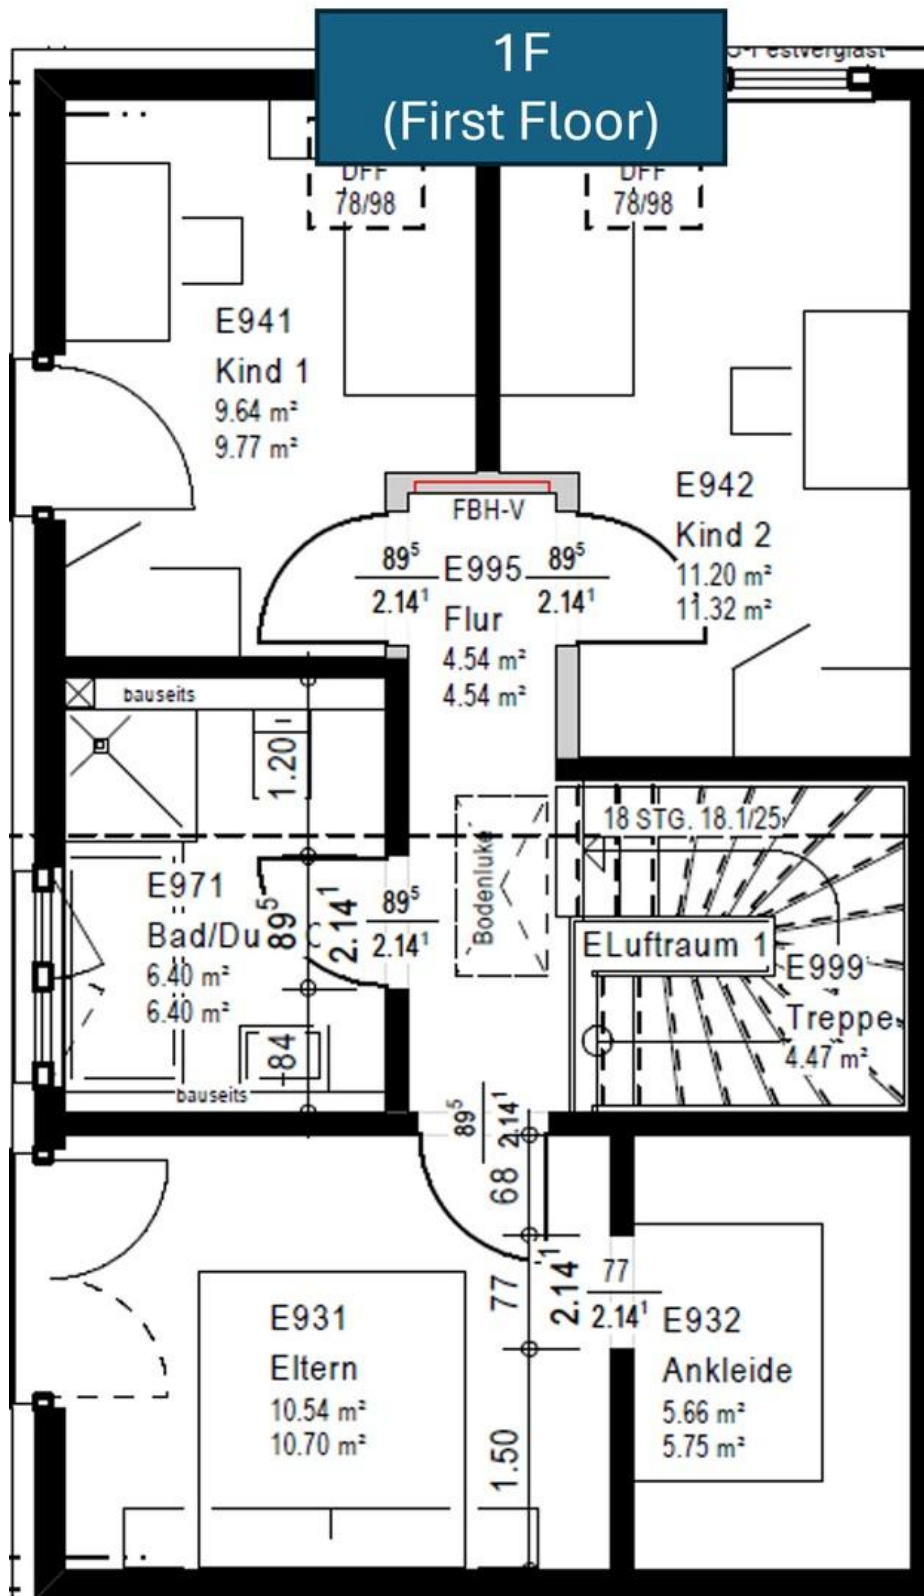 1F
(First Floor)
DFF
78/98
DFF
78/98
E941
Kind 1
9.64 m²
9.77 m²
E942
Kind 2
11.20 m²
11.32 m²
FBH-V
89⁵
2.14¹
E995
Flur
4.54 m²
4.54 m²
89⁵
2.14¹
bauseits
1.20
18 STG. 18.1/25
Bodenluke
E971
Bad/Du
6.40 m²
6.40 m²
89⁵
2.14¹
89⁵
2.14¹
ELuftraum 1
E999
Treppe
4.47 m²
84
bauseits
89⁵
2.14¹
68
77
2.14¹
77
2.14¹
E931
Eltern
10.54 m²
10.70 m²
E932
Ankleide
5.66 m²
5.75 m²
1.50